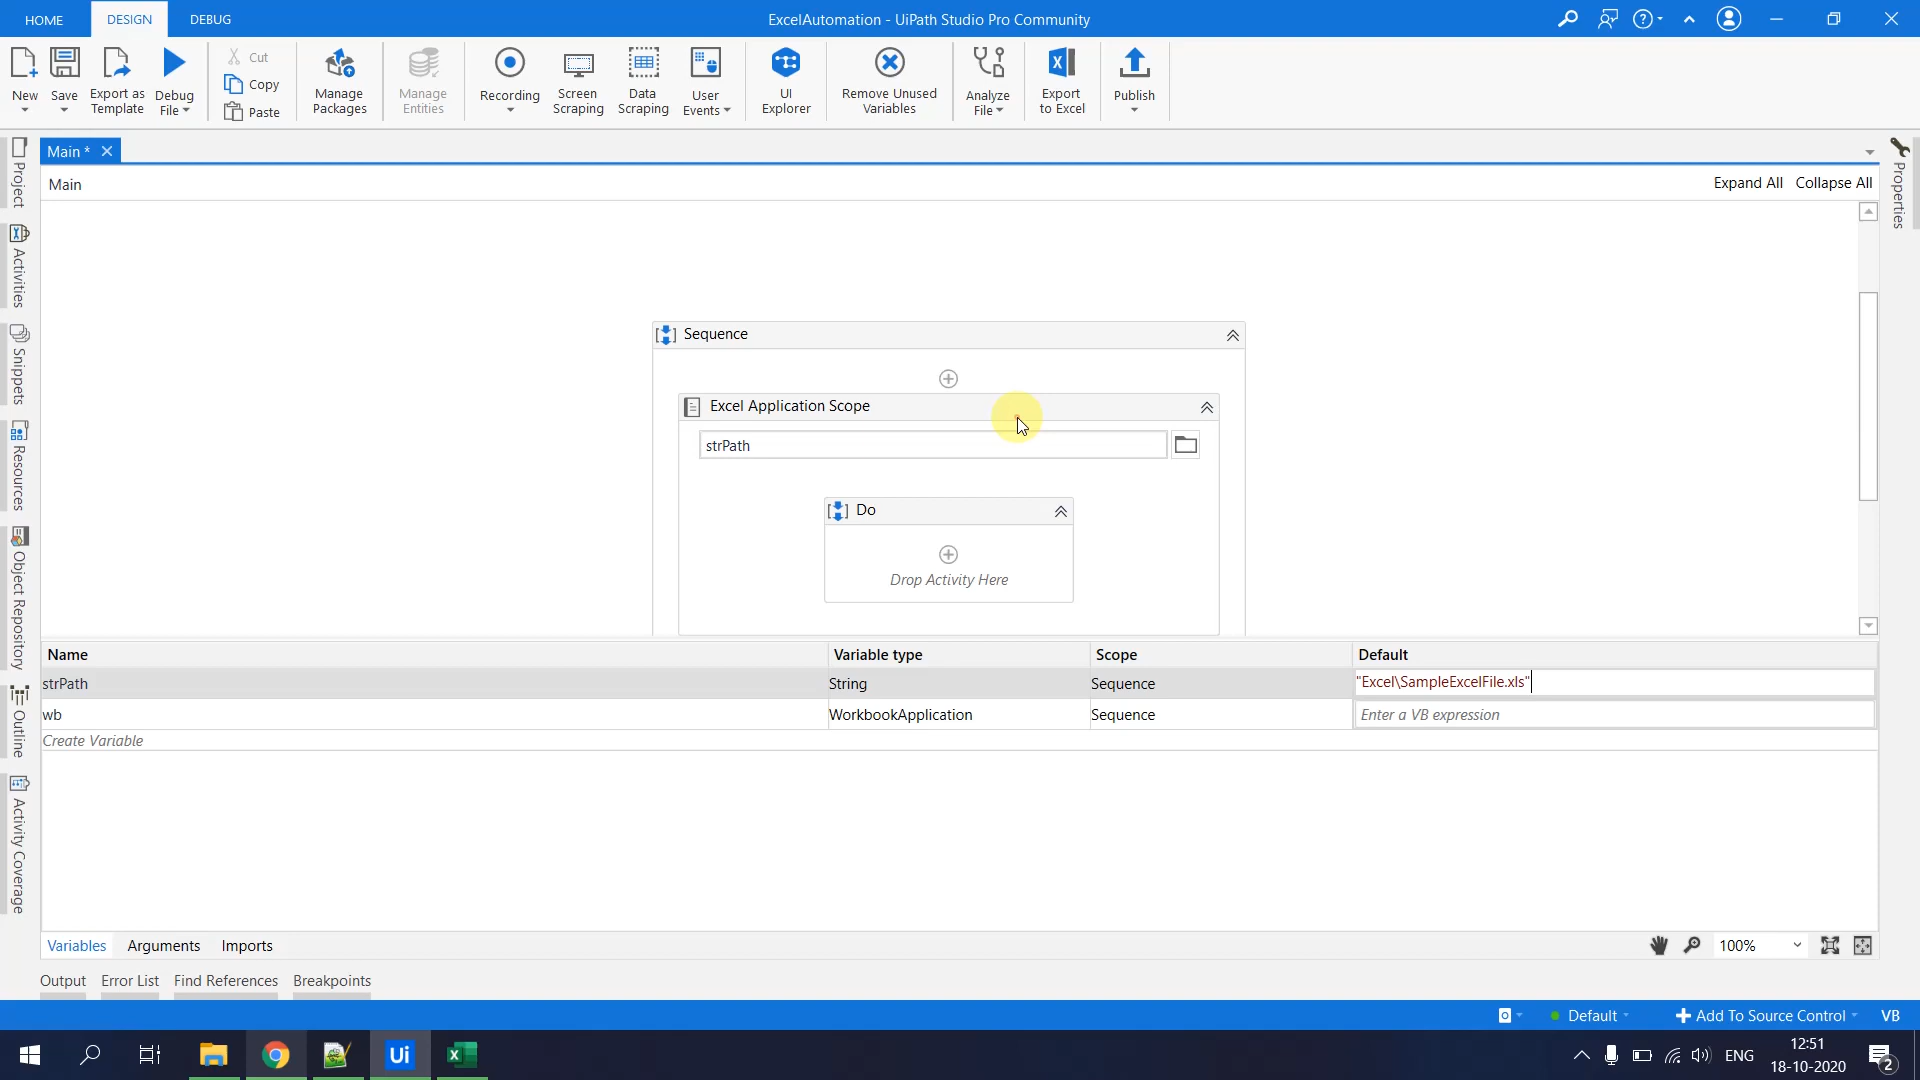 HOME
DESIGN
DEBUG
ExcelAutomation - UiPath Studio Pro Community
New
Save
Export as
Template
Debug
File
Cut
Copy
Paste
Manage
Packages
Manage
Entities
Recording
Screen
Scraping
Data
Scraping
User
Events
UI
Explorer
Remove Unused
Variables
Analyze
File
Export
to Excel
Publish
Main *
Main
Expand All
Collapse All
Project
Activities
Snippets
Resources
Object Repository
Outline
Activity Coverage
Properties
Sequence
Excel Application Scope
strPath
Do
Drop Activity Here
Name
Variable type
Scope
Default
strPath
String
Sequence
"Excel\SampleExcelFile.xls"
wb
WorkbookApplication
Sequence
Enter a VB expression
Create Variable
Variables
Arguments
Imports
100%
Output
Error List
Find References
Breakpoints
Default
Add To Source Control
VB
Ui
ENG
12:51
18-10-2020
2